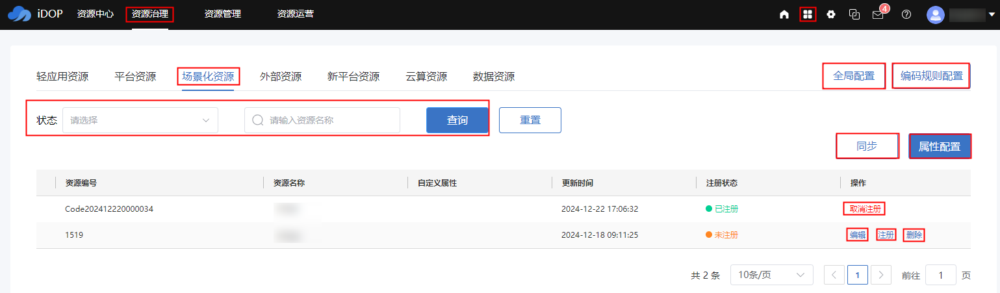 iDOP 资源中心 资源治理 资源管理 资源运营 4
轻应用资源 平台资源 场景化资源 外部资源 新平台资源 云算资源 数据资源 全局配置 编码规则配置
状态 请选择 请输入资源名称 查询 重置
同步 属性配置
资源编号 资源名称 自定义属性 更新时间 注册状态 操作
Code202412220000034 2024-12-22 17:06:32 已注册 取消注册
1519 2024-12-18 09:11:25 未注册 编辑 注册 删除
共 2 条 10条/页 1 前往 1 页